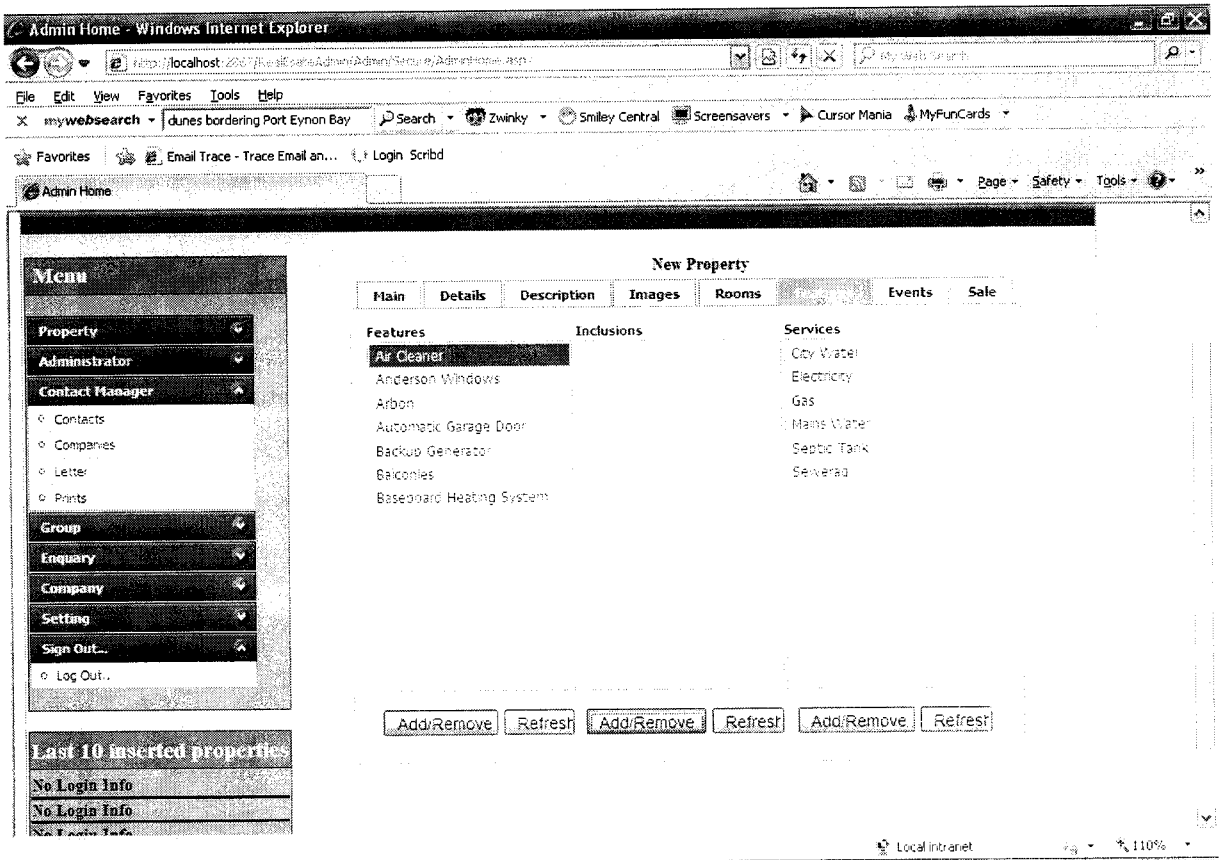 Admin Home - Windows Internet Explorer
File Edit View Favorites Tools Help
X mywebsearch dunes bordering Port Eynon Bay Search Zwinky Smiley Central Screensavers Cursor Mania MyFunCards
Favorites Email Trace - Trace Email an... Login Scribd
Admin Home Page Safety Tools
Menu
Property
Administrator
Contact Manager
Contacts
Companies
Letter
Prints
Group
Enquary
Company
Setting
Sign Out...
Log Out..
Last 10 inserted properties
No Login Info
No Login Info
No Login Info
New Property
Main Details Description Images Rooms Events Sale
Features Inclusions Services
Air Cleaner City Water
Anderson Windows Electricity
Arbon Gas
Automatic Garage Door Mains Water
Backup Generator Septic Tank
Balconies Sewerag
Baseboard Heating System
Add/Remove Refresh Add/Remove Refresh Add/Remove Refresh
Local intranet 110%